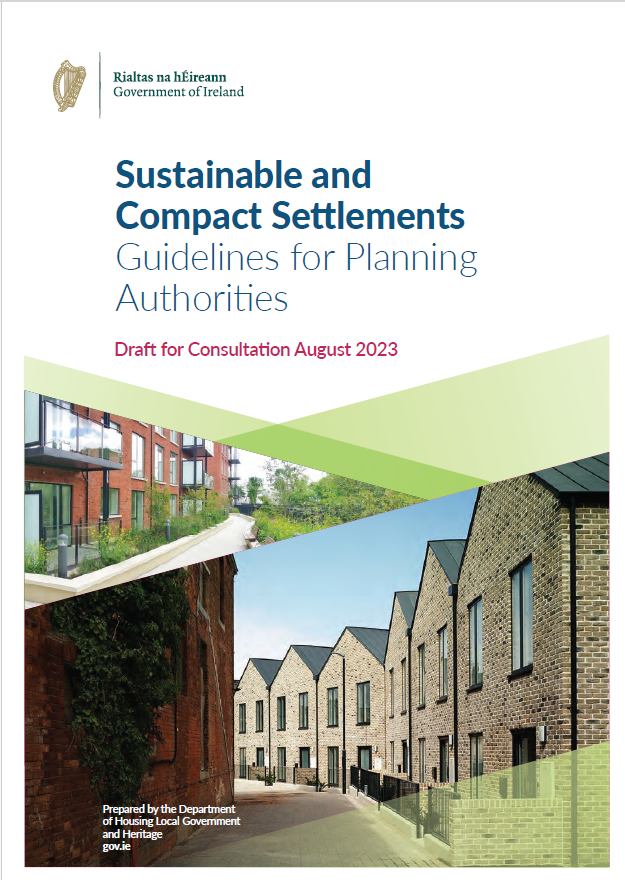 Rialtas na hÉireann
Government of Ireland
Sustainable and
Compact Settlements
Guidelines for Planning
Authorities
Draft for Consultation August 2023
Prepared by the Department
of Housing Local Government
and Heritage
gov.ie